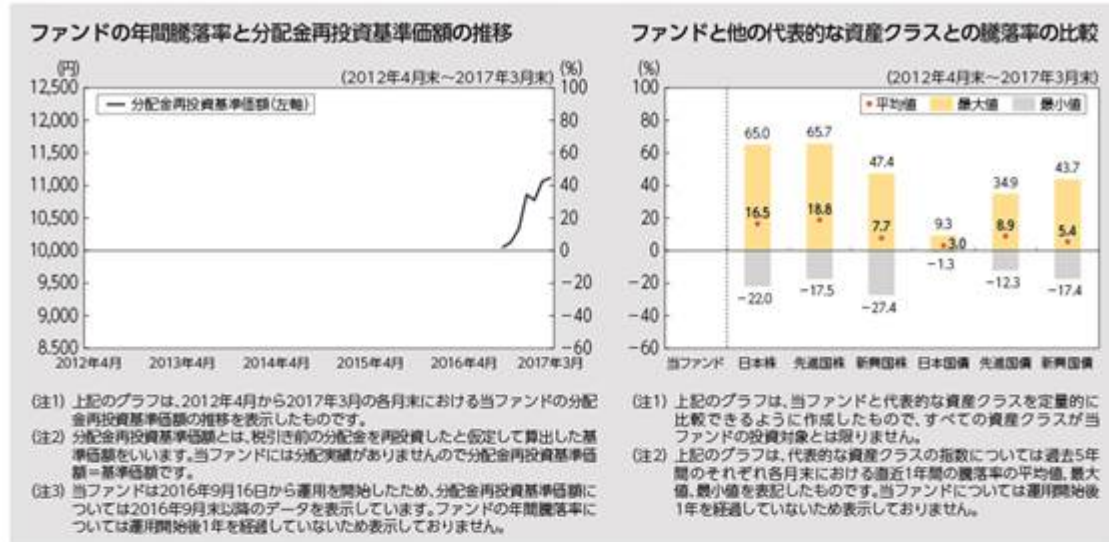 ファンドの年間騰落率と分配金再投資基準価額の推移
(円)
(2012年4月末～2017年3月末)
(%)
分配金再投資基準価額(左軸)
12,500
12,000
11,500
11,000
10,500
10,000
9,500
9,000
8,500
100
80
60
40
20
0
−20
−40
−60
2012年4月
2013年4月
2014年4月
2015年4月
2016年4月
2017年3月
(注1) 上記のグラフは、2012年4月から2017年3月の各月末における当ファンドの分配
金再投資基準価額の推移を表示したものです。
(注2) 分配金再投資基準価額とは、税引き前の分配金を再投資したと仮定して算出した基
準価額をいいます。当ファンドには分配実績がありませんので分配金再投資基準価
額＝基準価額です。
(注3) 当ファンドは2016年9月16日から運用を開始したため、分配金再投資基準価額に
ついては2016年9月末以降のデータを表示しています。ファンドの年間騰落率に
ついては運用開始後1年を経過していないため表示しておりません。
ファンドと他の代表的な資産クラスとの騰落率の比較
(%)
(2012年4月末～2017年3月末)
平均値 最大値 最小値
100
80
60
40
20
0
−20
−40
−60
65.0
65.7
47.4
9.3
34.9
43.7
16.5
18.8
7.7
3.0
8.9
5.4
−22.0
−17.5
−27.4
−1.3
−12.3
−17.4
当ファンド 日本株 先進国株 新興国株 日本国債 先進国債 新興国債
(注1) 上記のグラフは、当ファンドと代表的な資産クラスを定量的に
比較できるように作成したもので、すべての資産クラスが当
ファンドの投資対象とは限りません。
(注2) 上記のグラフは、代表的な資産クラスの指数については過去5年
間のそれぞれ各月末における直近1年間の騰落率の平均値、最大
値、最小値を表記したものです。当ファンドについては運用開始後
1年を経過していないため表示しておりません。